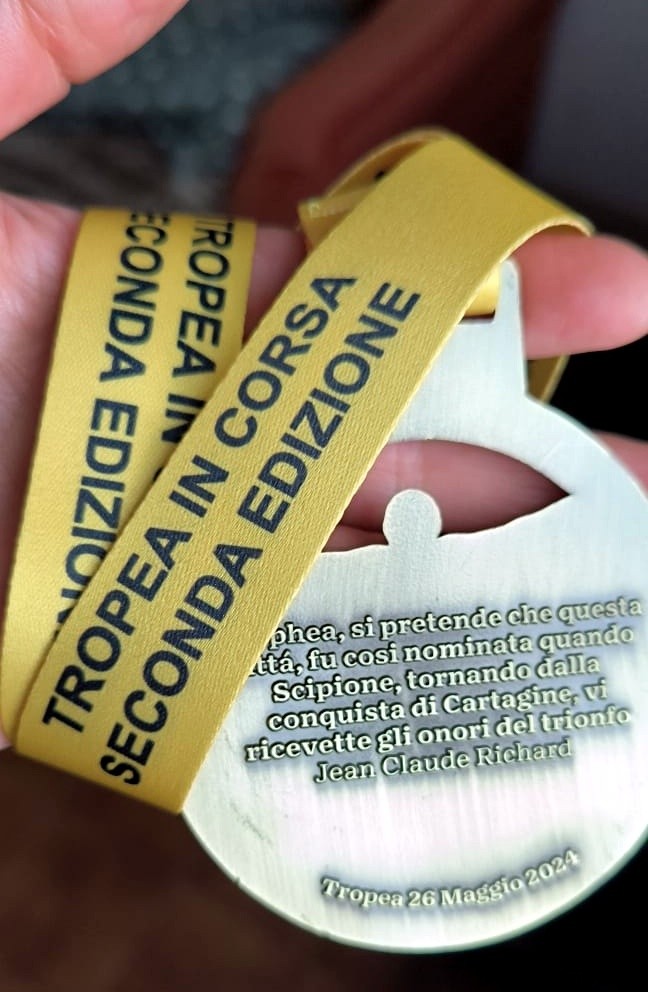 TROPEA IN CORSA
SECONDA EDIZIONE
TROPEA IN
SECONDA EDIZIONE
si pretende che questa
fu cosi nominata quando
Scipione, tornando dalla
conquista di Cartagine, vi
ricevette gli onori del trionfo
Jean Claude Richard
Tropea 26 Maggio 2024